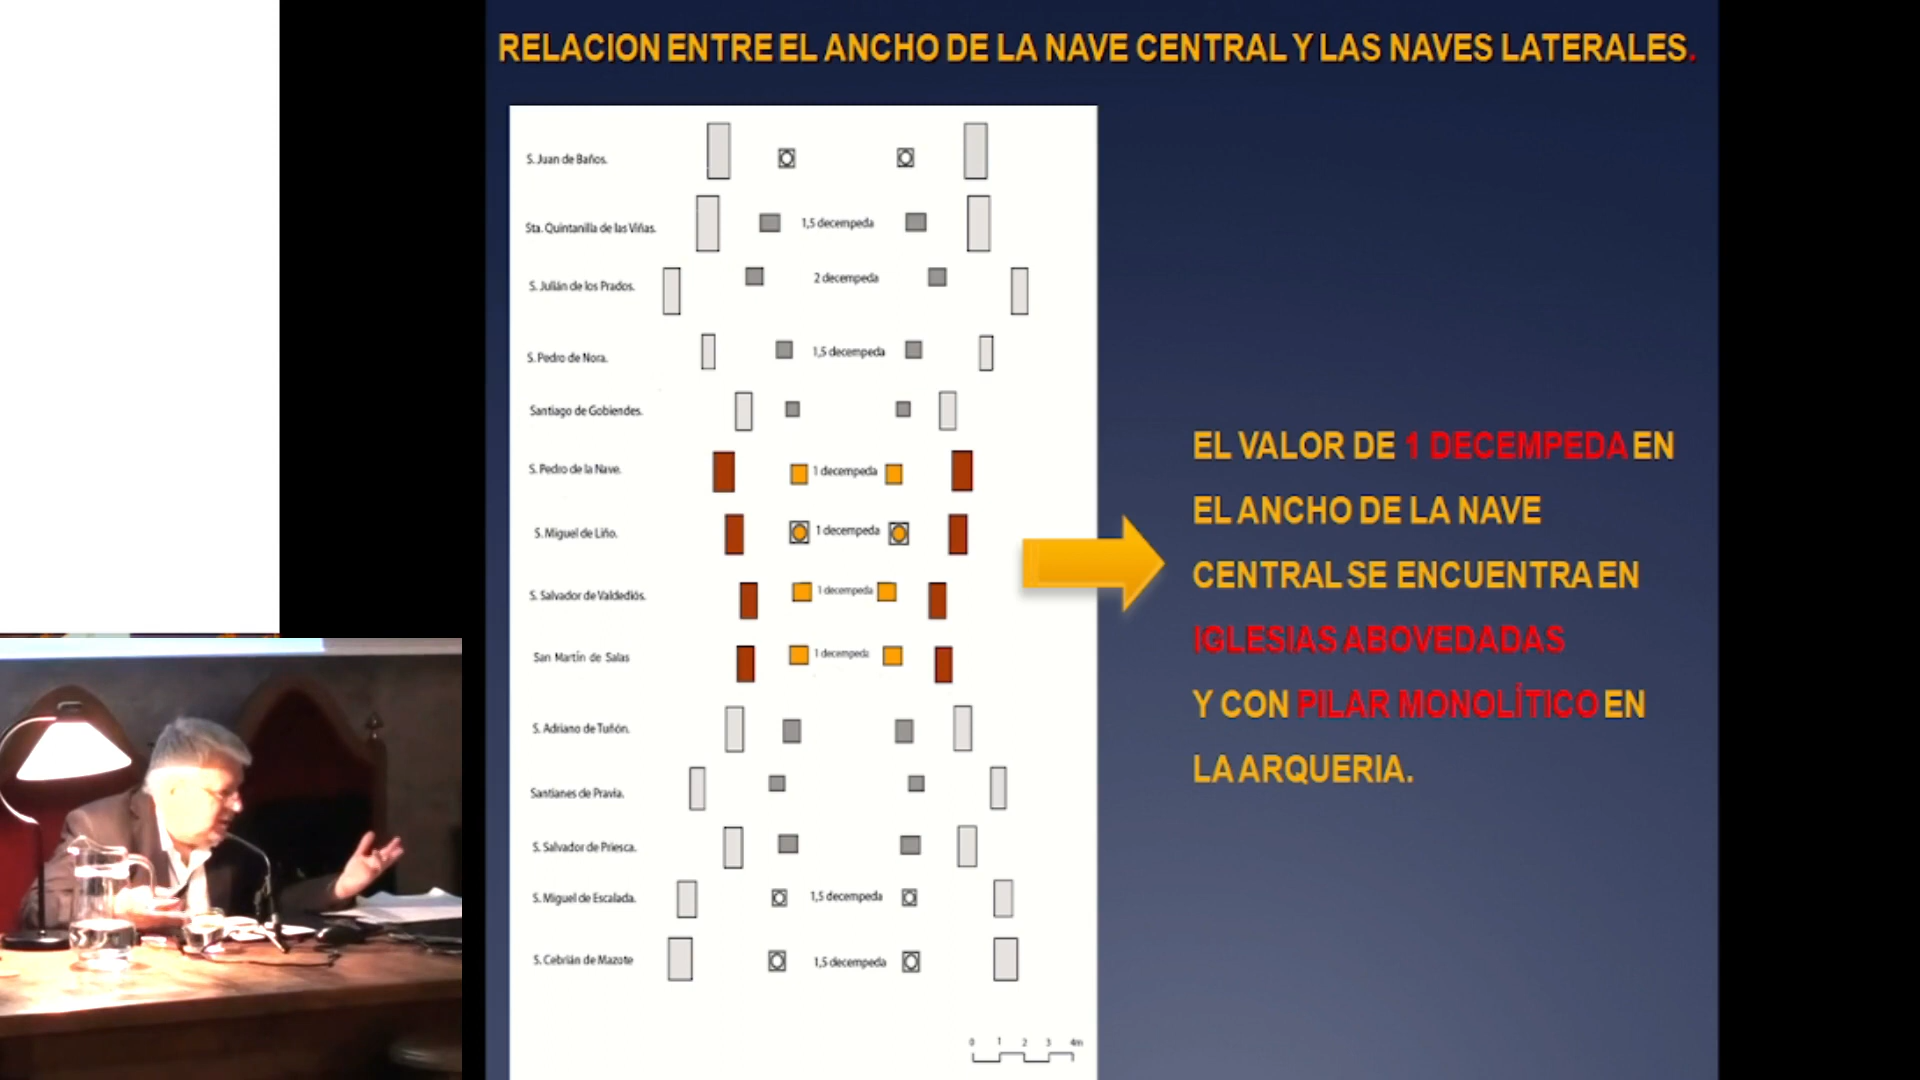 RELACION ENTRE EL ANCHO DE LA NAVE CENTRAL Y LAS NAVES LATERALES.
S. Juan de Baños.
Sta. Quintanilla de las Viñas.
1,5 decempeda
S. Julián de los Prados.
2 decempeda
S. Pedro de Nora.
1,5 decempeda
Santiago de Gobiendes.
S. Pedro de la Nave.
1 decempeda
S. Miguel de Liño.
1 decempeda
S. Salvador de Valdediós.
1 decempeda
San Martín de Salas
1 decempeda
S. Adriano de Tuñón.
Santianes de Pravia.
S. Salvador de Priesca.
S. Miguel de Escalada.
1,5 decempeda
S. Cebrián de Mazote
1,5 decempeda
0 1 2 3 4m
EL VALOR DE 1 DECEMPEDA EN
EL ANCHO DE LA NAVE
CENTRAL SE ENCUENTRA EN
IGLESIAS ABOVEDADAS
Y CON PILAR MONOLÍTICO EN
LA ARQUERIA.